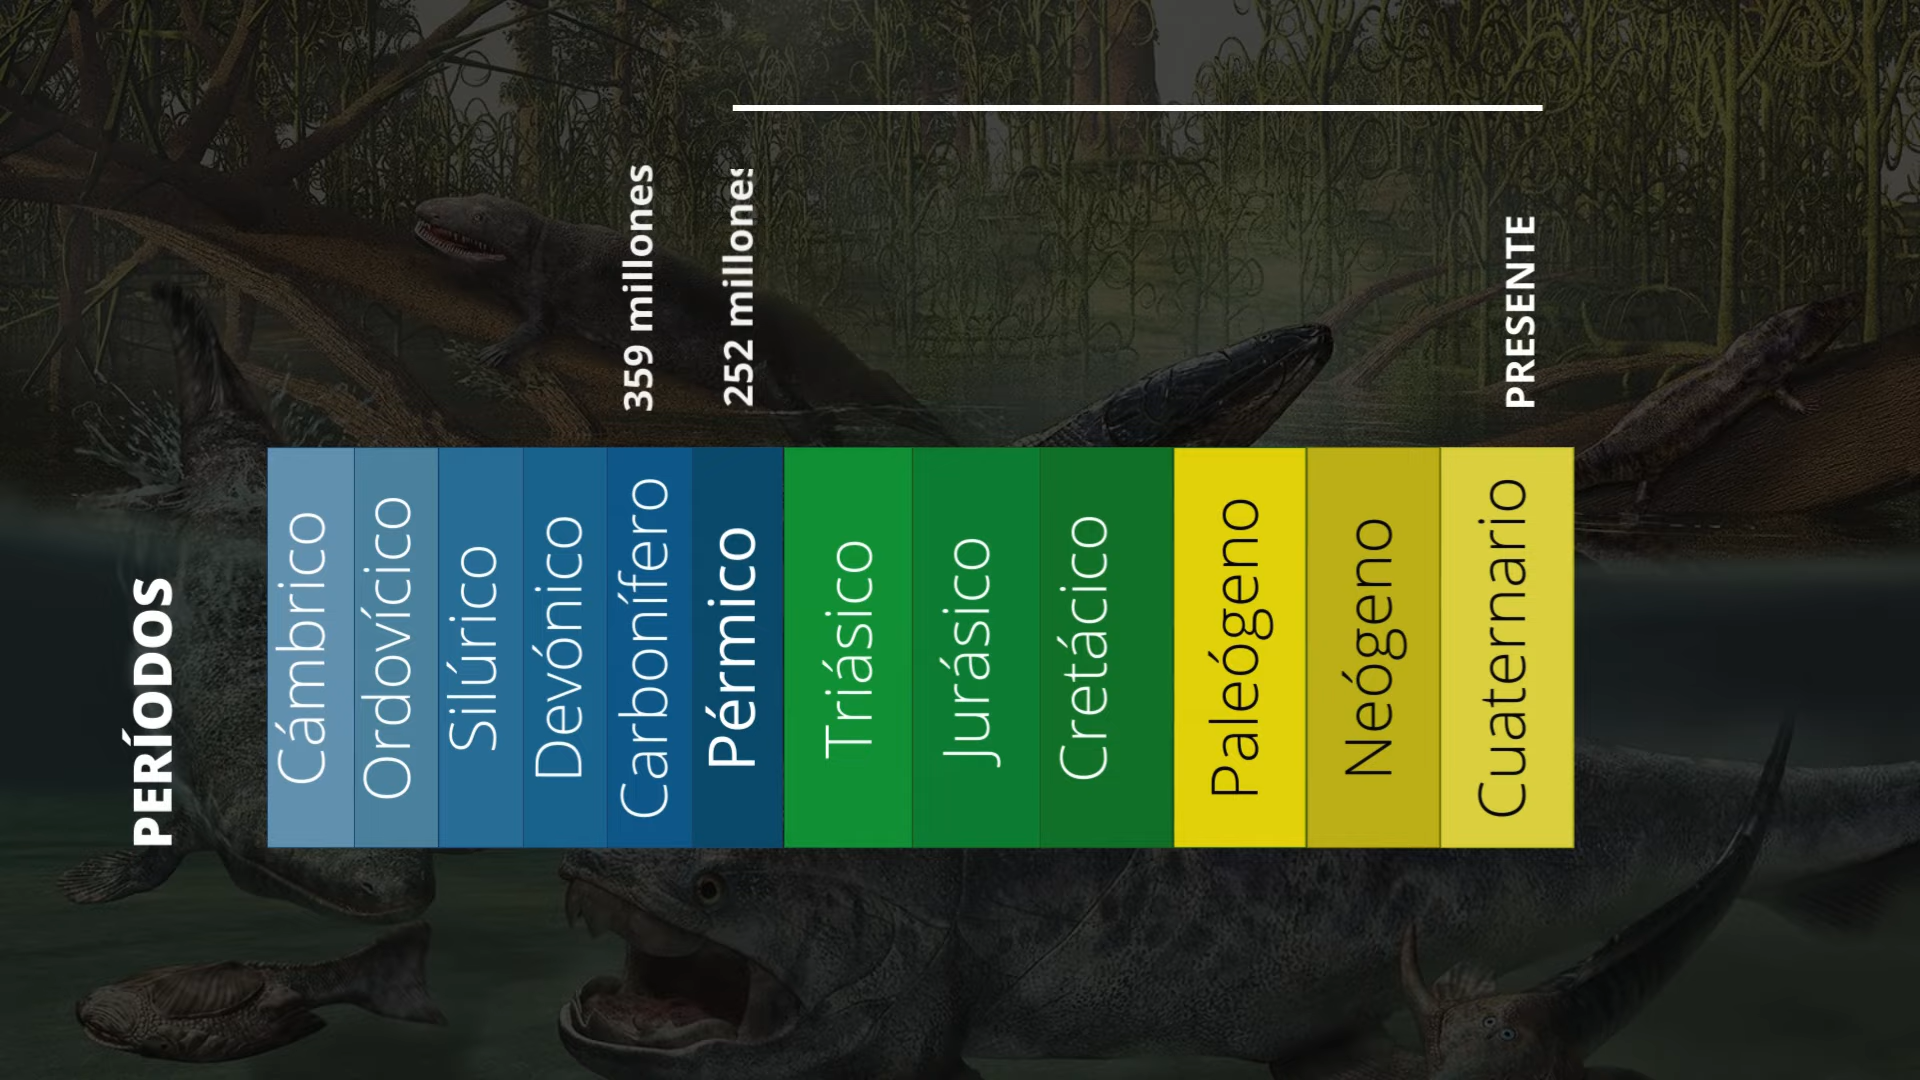 359 millones
252 millones
PRESENTE
PERÍODOS
Cámbrico
Ordovícico
Silúrico
Devónico
Carbonífero
Pérmico
Triásico
Jurásico
Cretácico
Paleógeno
Neógeno
Cuaternario